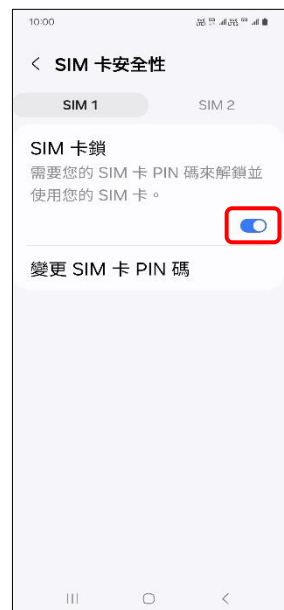 10:00
SIM 卡安全性
SIM 1
SIM 2
SIM 卡鎖
需要您的 SIM 卡 PIN 碼來解鎖並
使用您的 SIM 卡。
變更 SIM 卡 PIN 碼